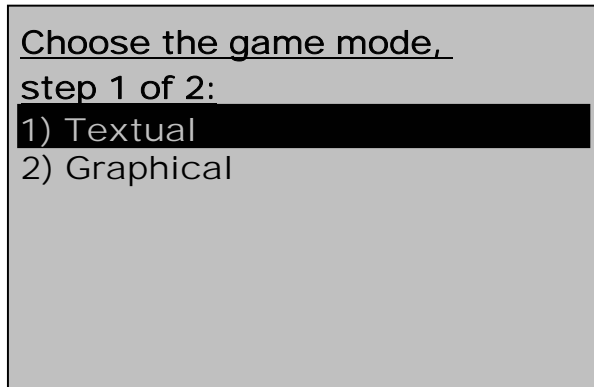 Choose the game mode,
step 1 of 2:
1) Textual
2) Graphical